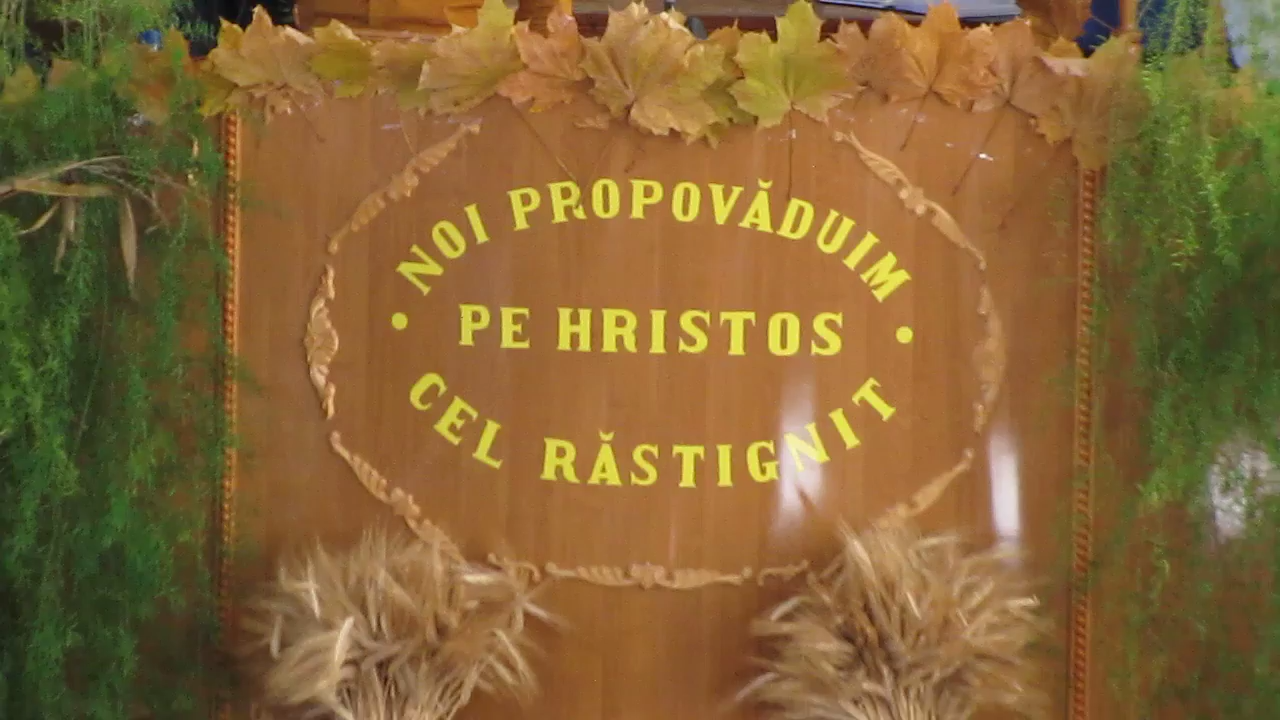 NOI PROPOVĂDUIM
• PE HRISTOS •
CEL RĂSTIGNIT